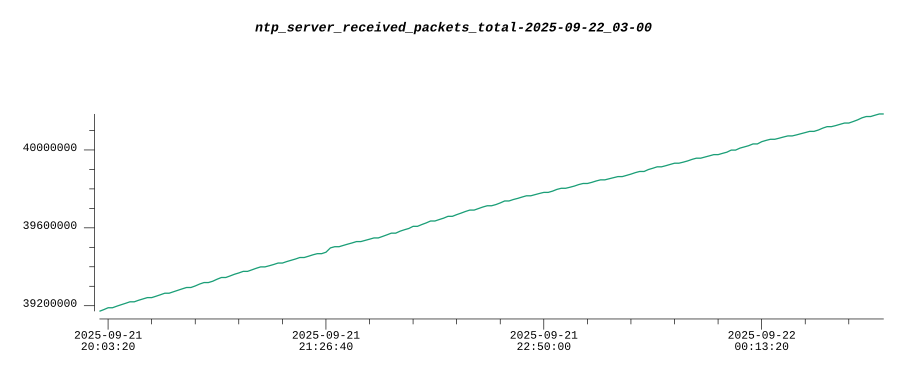 ntp_server_received_packets_total-2025-09-22_03-00
40000000
39600000
39200000
2025-09-21 2025-09-21 2025-09-21 2025-09-22
20:03:20 21:26:40 22:50:00 00:13:20